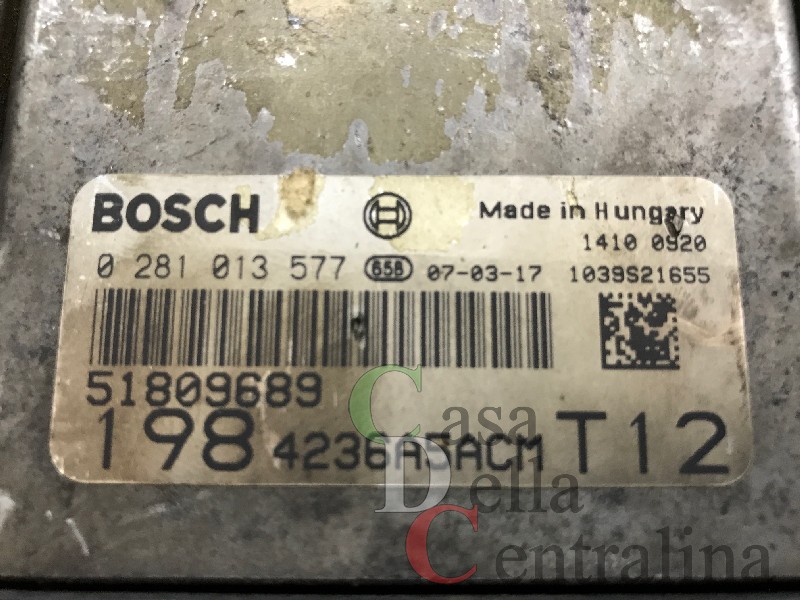 BOSCH Made in Hungary
1410 0920
0 281 013 577 658 07-03-17 1039S21655
51809689
198 4236A5ACM T12
Casa
Della
Centralina